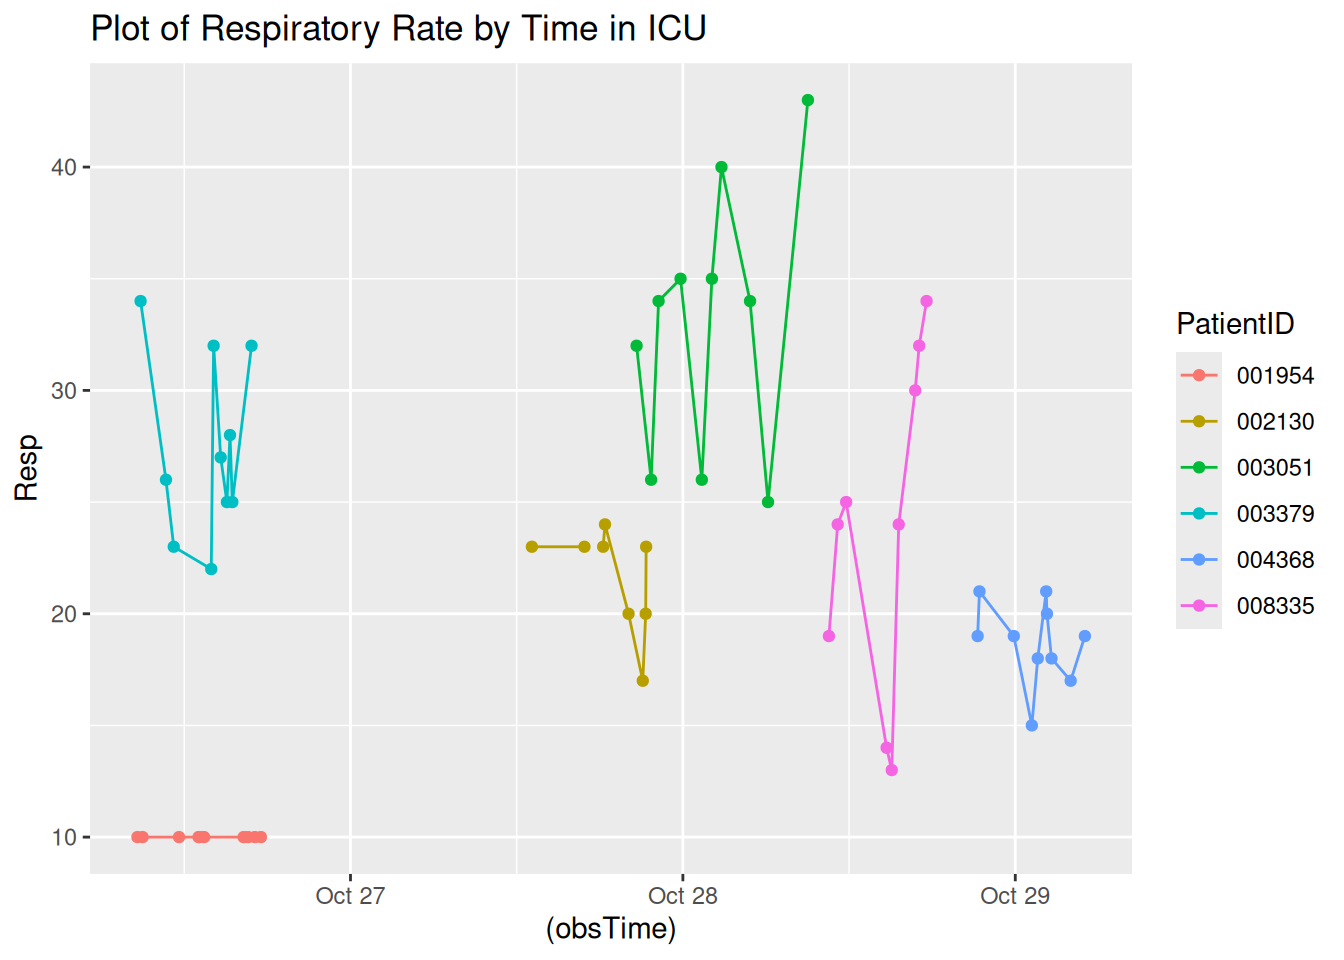 Plot of Respiratory Rate by Time in ICU
40
30
20
10
Resp
Oct 27
Oct 28
Oct 29
(obsTime)
PatientID
001954
002130
003051
003379
004368
008335